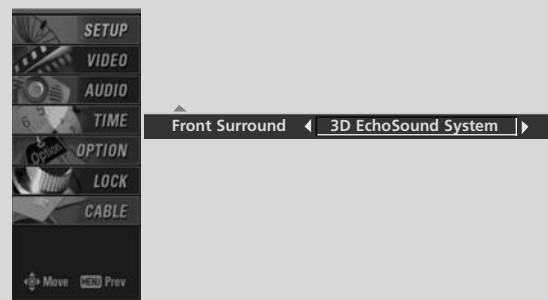 SETUP
VIDEO
AUDIO
TIME
Front Surround 3D EchoSound System
OPTION
LOCK
CABLE
Move MENU Prev